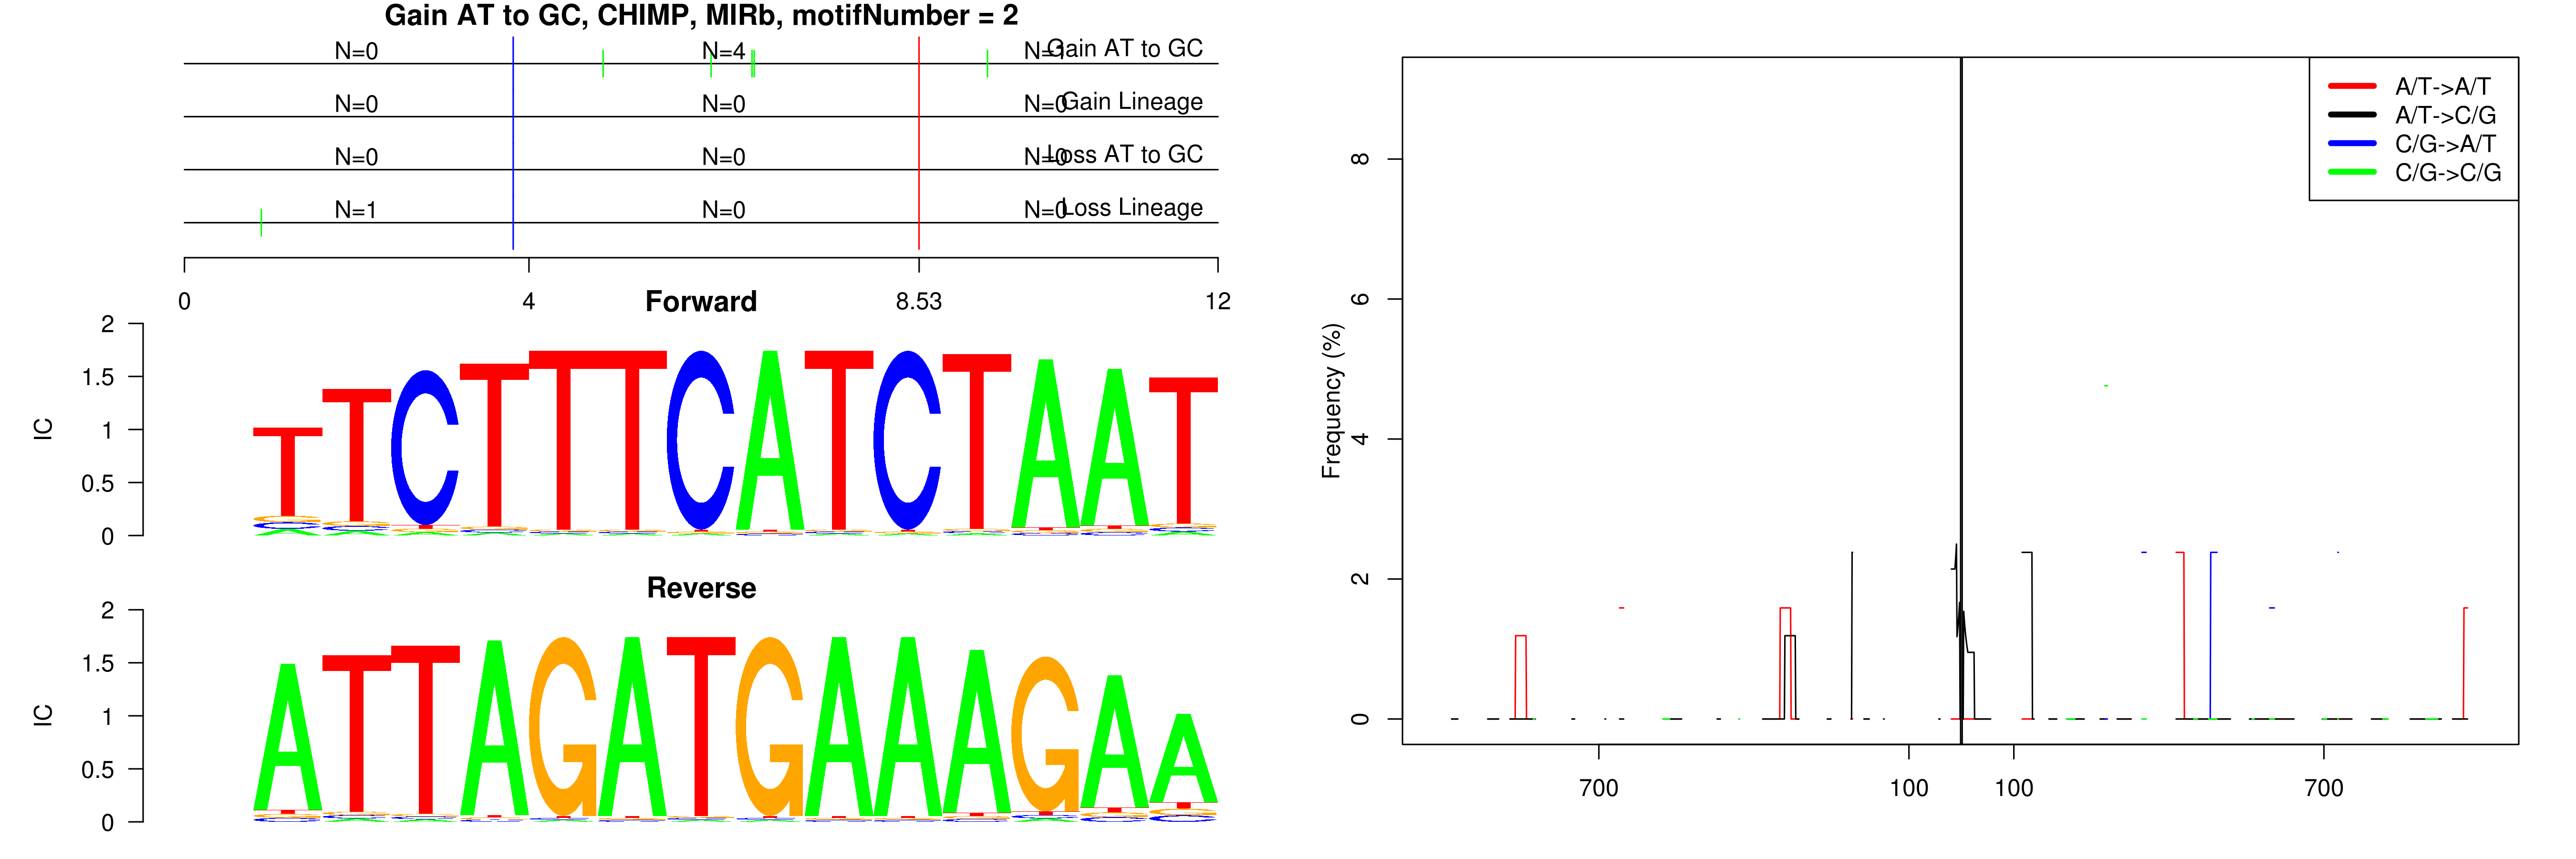 Gain AT to GC, CHIMP, MIRb, motifNumber = 2
N=0 N=4 N=1 Gain AT to GC
N=0 N=0 N=0 Gain Lineage
N=0 N=0 N=0 Loss AT to GC
N=1 N=0 N=0 Loss Lineage
0 4 8.53 12
Forward
IC
2
1.5
1
0.5
0
TTCTTTCATCTAAT
Reverse
IC
2
1.5
1
0.5
0
ATTAGATGAAAGAA
Frequency (%)
8
6
4
2
0
700 100 100 700
A/T->A/T
A/T->C/G
C/G->A/T
C/G->C/G